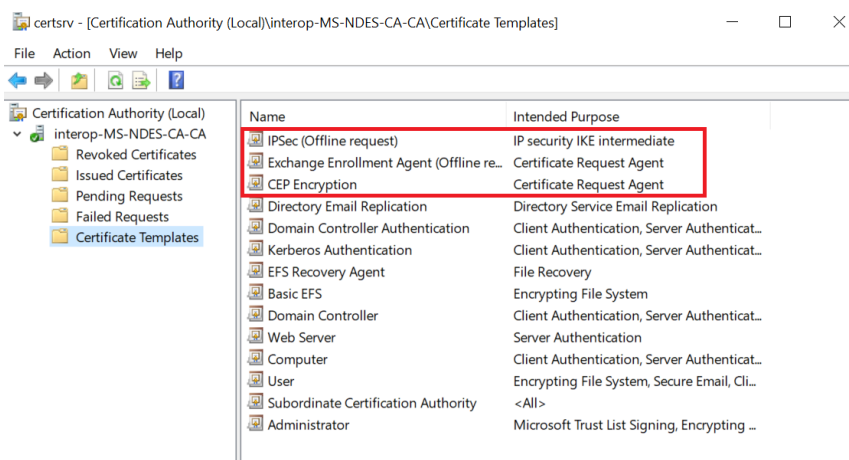 certsrv - [Certification Authority (Local)\interop-MS-NDES-CA-CA\Certificate Templates]
File Action View Help
Certification Authority (Local)
interop-MS-NDES-CA-CA
Revoked Certificates
Issued Certificates
Pending Requests
Failed Requests
Certificate Templates
Name Intended Purpose
IPSec (Offline request) IP security IKE intermediate
Exchange Enrollment Agent (Offline re... Certificate Request Agent
CEP Encryption Certificate Request Agent
Directory Email Replication Directory Service Email Replication
Domain Controller Authentication Client Authentication, Server Authenticat...
Kerberos Authentication Client Authentication, Server Authenticat...
EFS Recovery Agent File Recovery
Basic EFS Encrypting File System
Domain Controller Client Authentication, Server Authenticat...
Web Server Server Authentication
Computer Client Authentication, Server Authenticat...
User Encrypting File System, Secure Email, Cli...
Subordinate Certification Authority <All>
Administrator Microsoft Trust List Signing, Encrypting ...